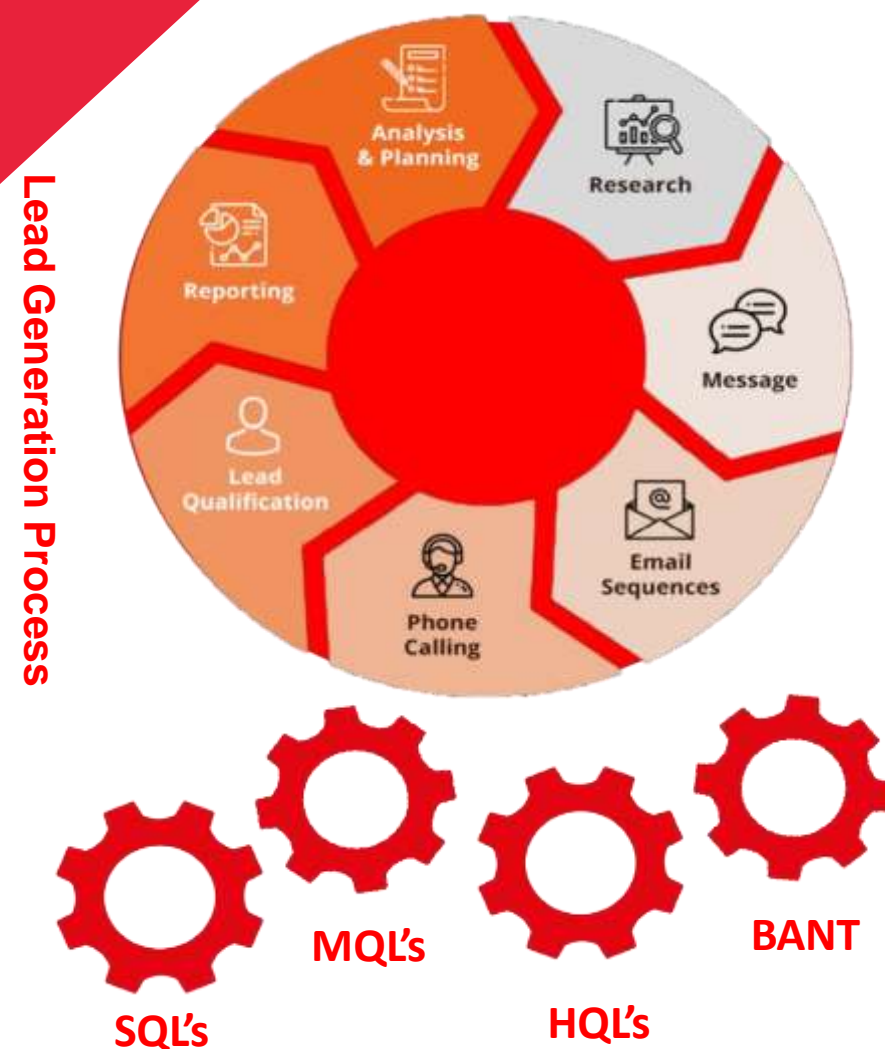 Lead Generation Process
Analysis
& Planning
Research
Message
Email
Sequences
Phone
Calling
Lead
Qualification
Reporting
SQL’s
MQL’s
HQL’s
BANT